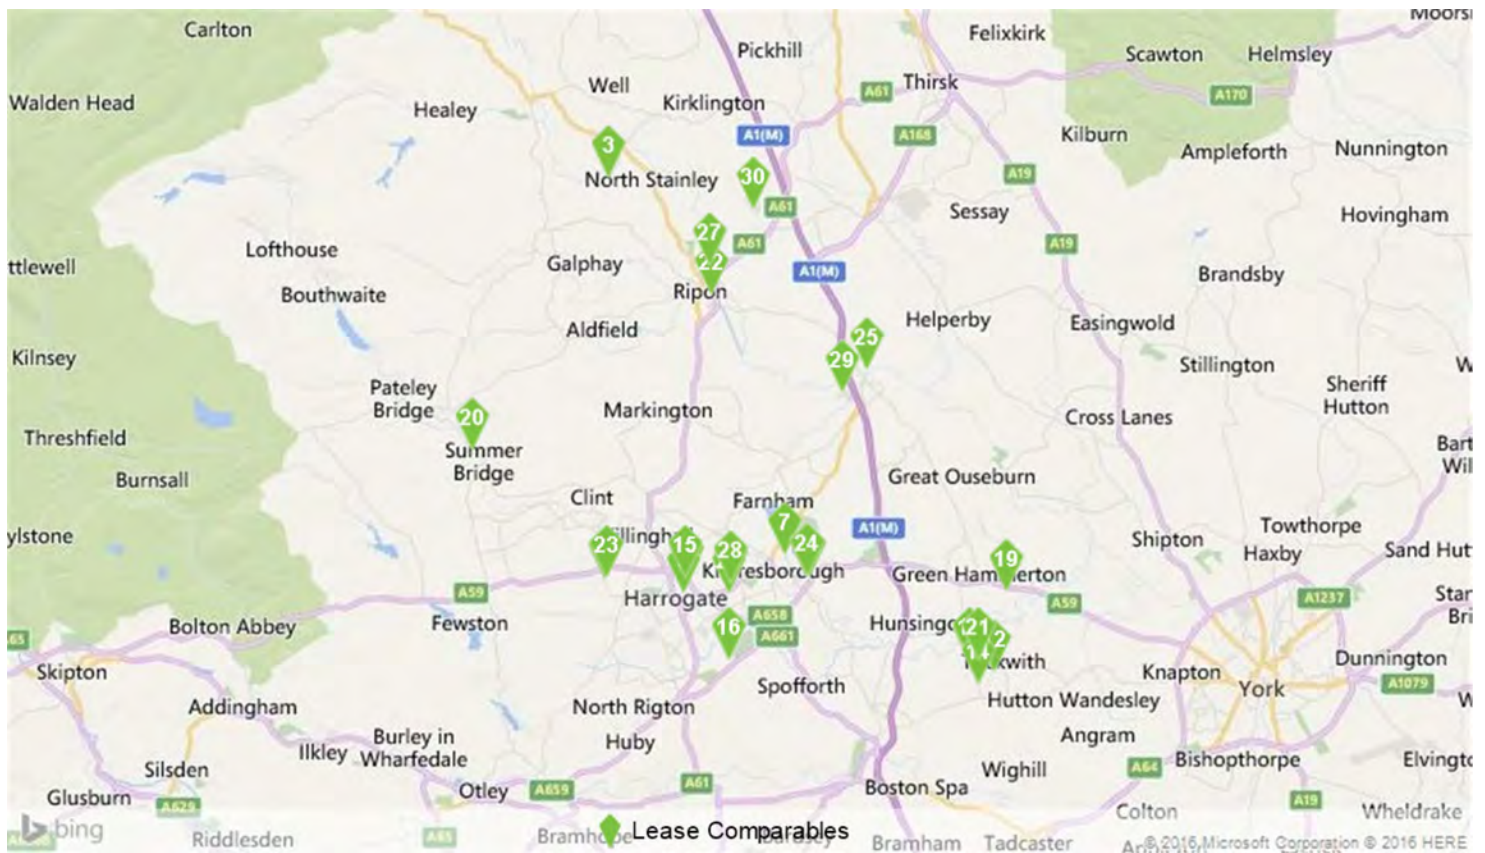 Carlton
Pickhill
Felixkirk
Scawton
Helmsley
Walden Head
Healey
Well
Kirklington
A61
Thirsk
A170
3
A1(M)
A168
Kilburn
Ampleforth
Nunnington
North Stainley
30
A19
A61
Sessay
Hovingham
27
Lofthouse
Galphay
22
A61
A19
Brandsby
Bouthwaite
Ripon
A1(M)
Aldfield
Helperby
Easingwold
25
Kilnsey
29
Stillington
Pateley
Bridge
20
Markington
Cross Lanes
Sheriff
Hutton
Threshfield
Summer
Bridge
Burnsall
Clint
Farnham
Great Ouseburn
7
A1(M)
Shipton
Towthorpe
Haxby
23
15
28
24
19
Green Hammerton
A59
Harrogate
A59
A1237
Bolton Abbey
Fewston
16
A658
A661
21
2
14
Skipton
Spofforth
Knapton
York
Dunnington
A1079
Addingham
North Rigton
Hutton Wandesley
Huby
Angram
Ilkley
Burley in
Wharfedale
Silsden
Wighill
A64
Bishopthorpe
Glusburn
A629
Otley
A659
A61
Boston Spa
A19
Colton
Wheldrake
bing
Riddlesden
A65
Lease Comparables
Bramham
Tadcaster
© 2016 Microsoft Corporation © 2016 HERE